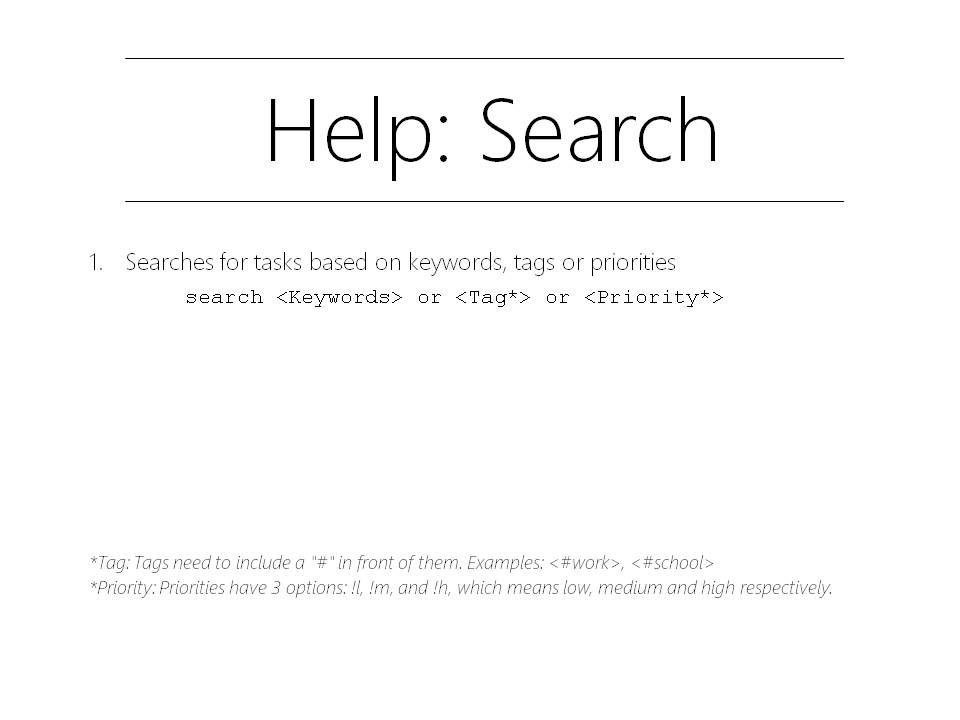 Help: Search
1. Searches for tasks based on keywords, tags or priorities
search <Keywords> or <Tag*> or <Priority*>
*Tag: Tags need to include a "#" in front of them. Examples: <#work>, <#school>
*Priority: Priorities have 3 options: !l, !m, and !h, which means low, medium and high respectively.